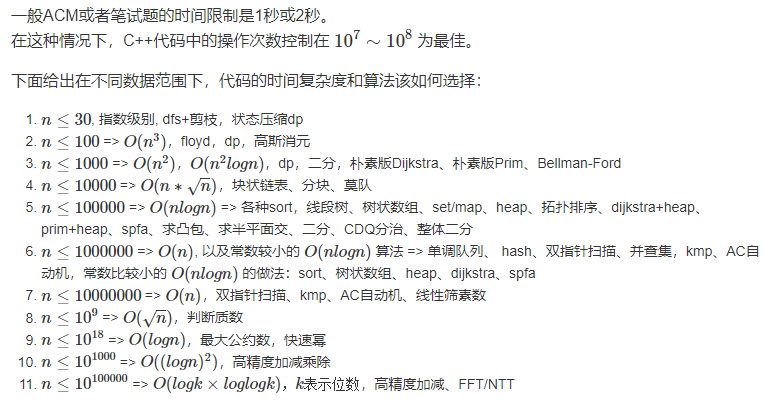 一般ACM或者笔试题的时间限制是1秒或2秒。
在这种情况下，C++代码中的操作次数控制在 10^7 ∼ 10^8 为最佳。
下面给出在不同数据范围下，代码的时间复杂度和算法该如何选择：
1. n ≤ 30, 指数级别, dfs+剪枝，状态压缩dp
2. n ≤ 100 => O(n^3)，floyd，dp，高斯消元
3. n ≤ 1000 => O(n^2)，O(n^2logn)，dp，二分，朴素版Dijkstra、朴素版Prim、Bellman-Ford
4. n ≤ 10000 => O(n * √n)，块状链表、分块、莫队
5. n ≤ 100000 => O(nlogn) => 各种sort，线段树、树状数组、set/map、heap、拓扑排序、dijkstra+heap、
prim+heap、spfa、求凸包、求半平面交、二分、CDQ分治、整体二分
6. n ≤ 1000000 => O(n), 以及常数较小的 O(nlogn) 算法 => 单调队列、 hash、双指针扫描、并查集，kmp、AC自
动机，常数比较小的 O(nlogn) 的做法：sort、树状数组、heap、dijkstra、spfa
7. n ≤ 10000000 => O(n)，双指针扫描、kmp、AC自动机、线性筛素数
8. n ≤ 10^9 => O(√n)，判断质数
9. n ≤ 10^18 => O(logn)，最大公约数，快速幂
10. n ≤ 10^1000 => O((logn)^2)，高精度加减乘除
11. n ≤ 10^100000 => O(logk × loglogk)，k表示位数，高精度加减、FFT/NTT